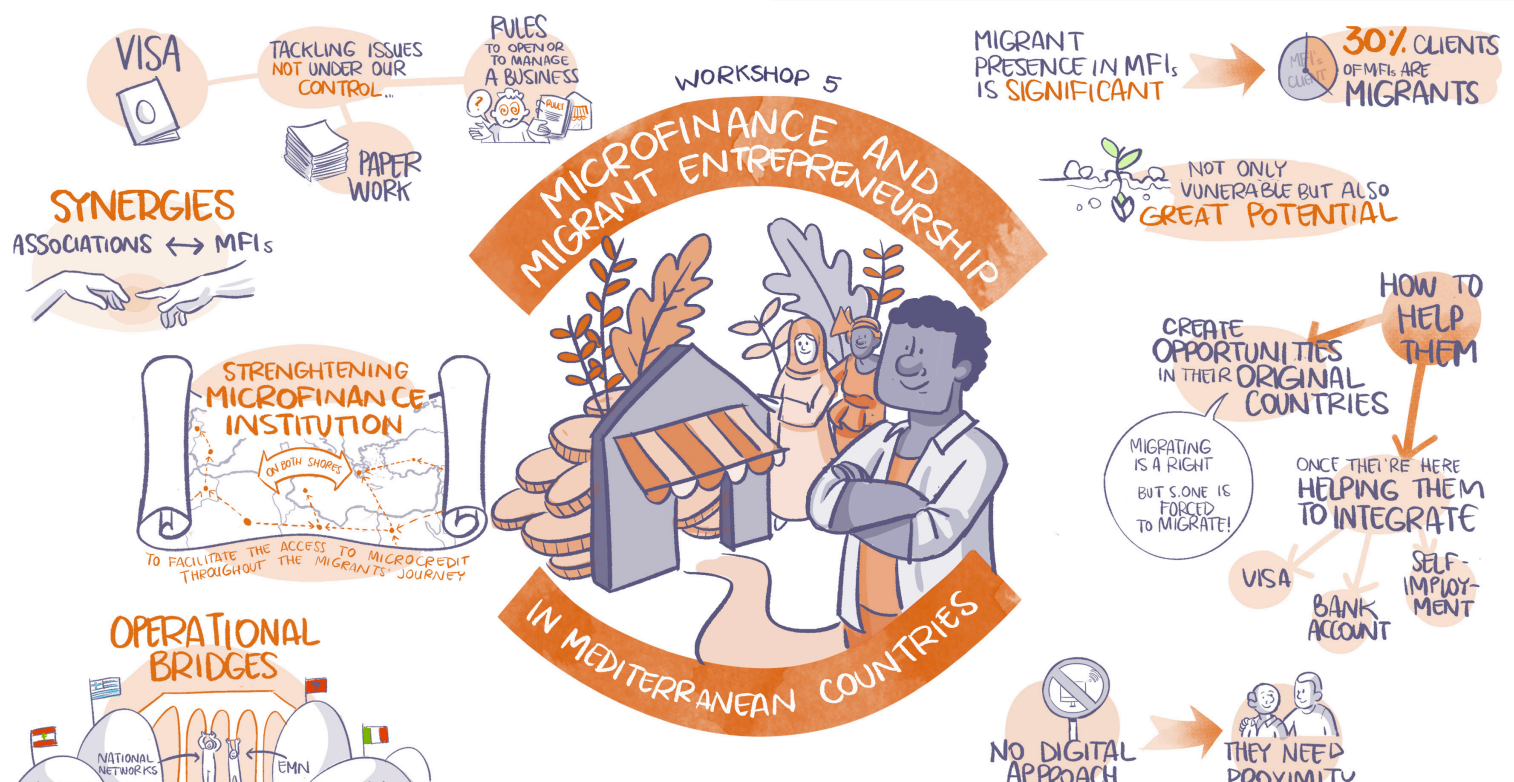 VISA
TACKLING ISSUES
NOT UNDER OUR
CONTROL...
RULES
TO OPEN OR
TO MANAGE
A BUSINESS
?
RULES
PAPER
WORK
SYNERGIES
ASSOCIATIONS ↔ MFIs
STRENGHTENING
MICROFINANCE
INSTITUTION
ON BOTH SHORES
TO FACILITATE THE ACCESS TO MICROCREDIT
THROUGHOUT THE MIGRANTS' JOURNEY
OPERATIONAL
BRIDGES
NATIONAL
NETWORKS
EMN
WORKSHOP 5
MICROFINANCE AND
MIGRANT ENTREPRENEURSHIP
IN MEDITERRANEAN COUNTRIES
MIGRANT
PRESENCE IN MFIs
IS SIGNIFICANT
MFI's
CLIENT
30% CLIENTS
OF MFIs ARE
MIGRANTS
NOT ONLY
VUNERABLE BUT ALSO
GREAT POTENTIAL
HOW TO
HELP
THEM
CREATE
OPPORTUNITIES
IN THEIR ORIGINAL
COUNTRIES
MIGRATING
IS A RIGHT
BUT S.ONE IS
FORCED
TO MIGRATE!
ONCE THEI'RE HERE
HELPING THEM
TO INTEGRATE
VISA
BANK
ACCOUNT
SELF-
IMPLOY-
MENT
NO DIGITAL
APPROACH
THEY NEED
PROXIMITY